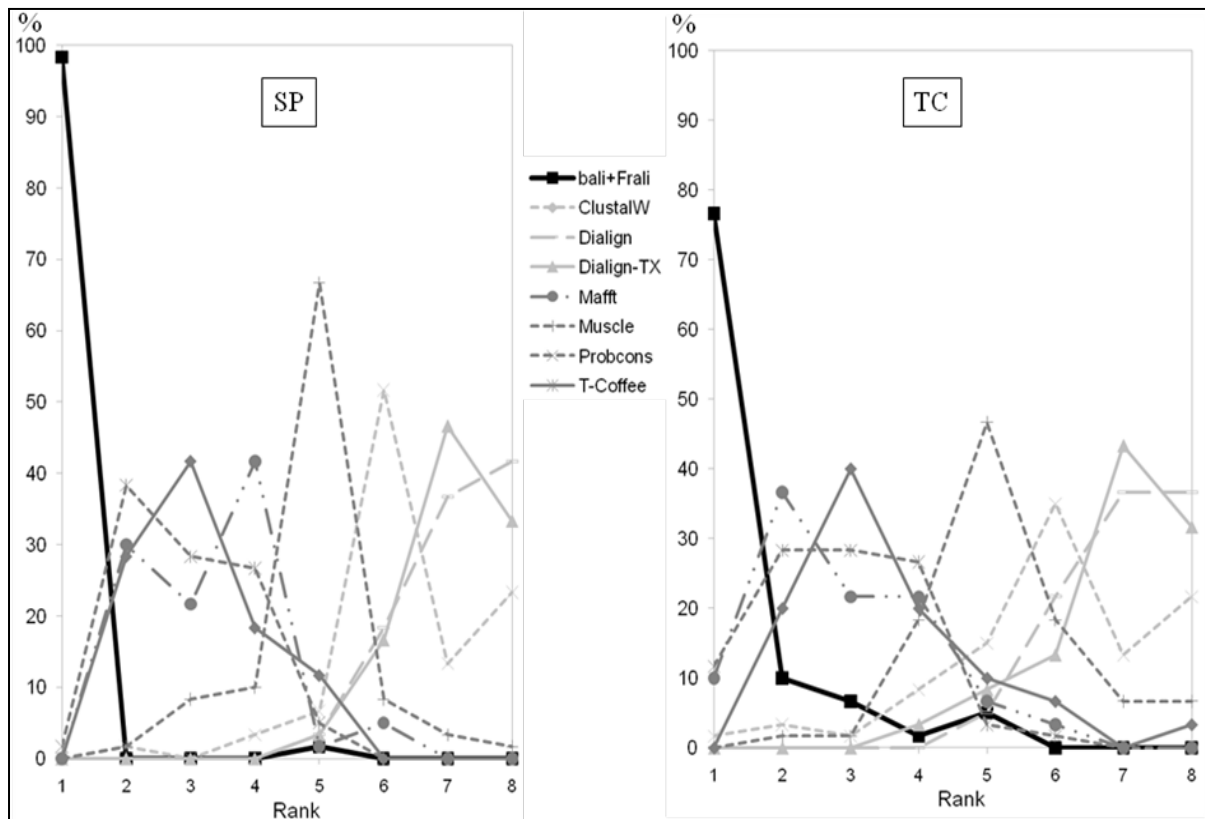 %
100
90
80
70
60
50
40
30
20
10
0
SP
1 2 3 4 5 6 7 8
Rank
bali+Frali
ClustalW
Dialign
Dialign-TX
Mafft
Muscle
Probcons
T-Coffee
%
100
90
80
70
60
50
40
30
20
10
0
TC
1 2 3 4 5 6 7 8
Rank